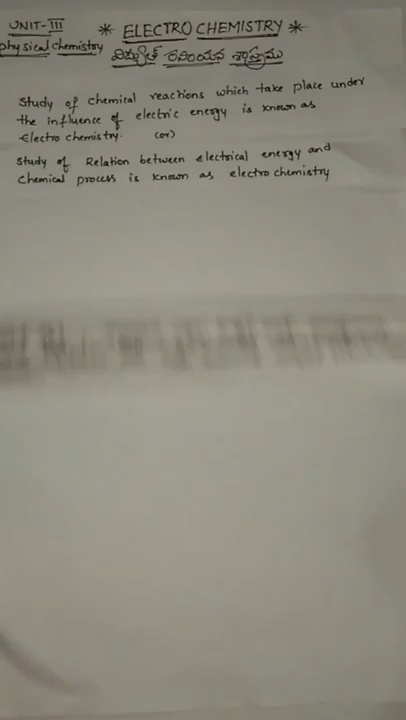 UNIT-III
physical chemistry
* ELECTRO CHEMISTRY *
విద్యుత్ రసాయన శాస్త్రము
Study of chemical reactions which take place under
the influence of electric energy is known as
Electro chemistry. (or)
Study of Relation between electrical energy and
chemical process is known as electro chemistry